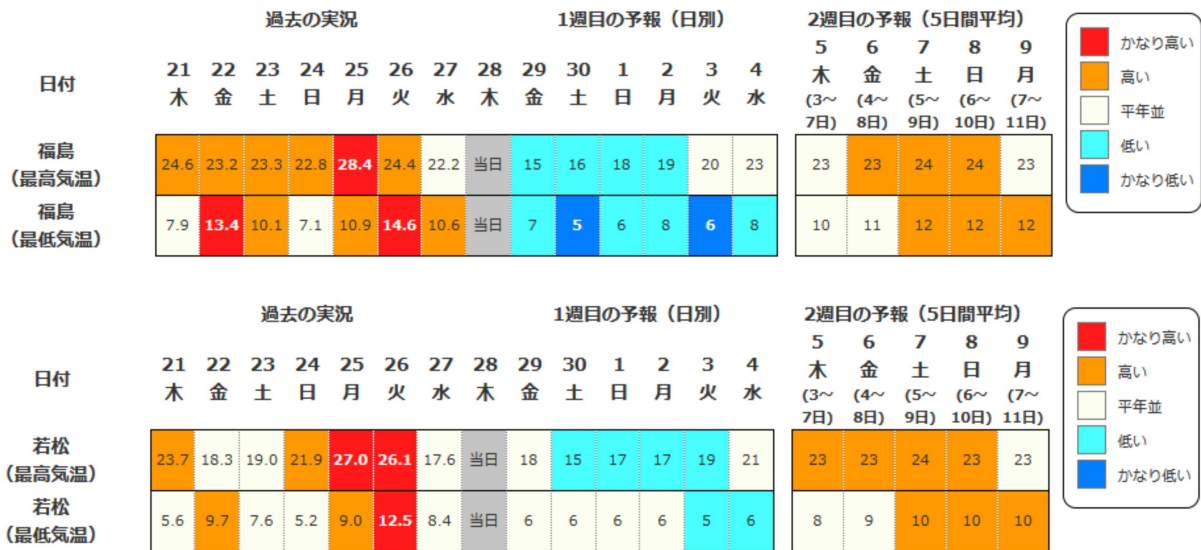 過去の実況 1週目の予報（日別） 2週目の予報（5日間平均）
日付 21 22 23 24 25 26 27 28 29 30 1 2 3 4 5 6 7 8 9
木 金 土 日 月 火 水 木 金 土 日 月 火 水 木 金 土 日 月
(3～ (4～ (5～ (6～ (7～
7日) 8日) 9日) 10日) 11日)
福島
（最高気温） 24.6 23.2 23.3 22.8 28.4 24.4 22.2 当日 15 16 18 19 20 23 23 23 24 24 23
福島
（最低気温） 7.9 13.4 10.1 7.1 10.9 14.6 10.6 当日 7 5 6 8 6 8 10 11 12 12 12
かなり高い
高い
平年並
低い
かなり低い
過去の実況 1週目の予報（日別） 2週目の予報（5日間平均）
日付 21 22 23 24 25 26 27 28 29 30 1 2 3 4 5 6 7 8 9
木 金 土 日 月 火 水 木 金 土 日 月 火 水 木 金 土 日 月
(3～ (4～ (5～ (6～ (7～
7日) 8日) 9日) 10日) 11日)
若松
（最高気温） 23.7 18.3 19.0 21.9 27.0 26.1 17.6 当日 18 15 17 17 19 21 23 23 24 23 23
若松
（最低気温） 5.6 9.7 7.6 5.2 9.0 12.5 8.4 当日 6 6 6 6 5 6 8 9 10 10 10
かなり高い
高い
平年並
低い
かなり低い